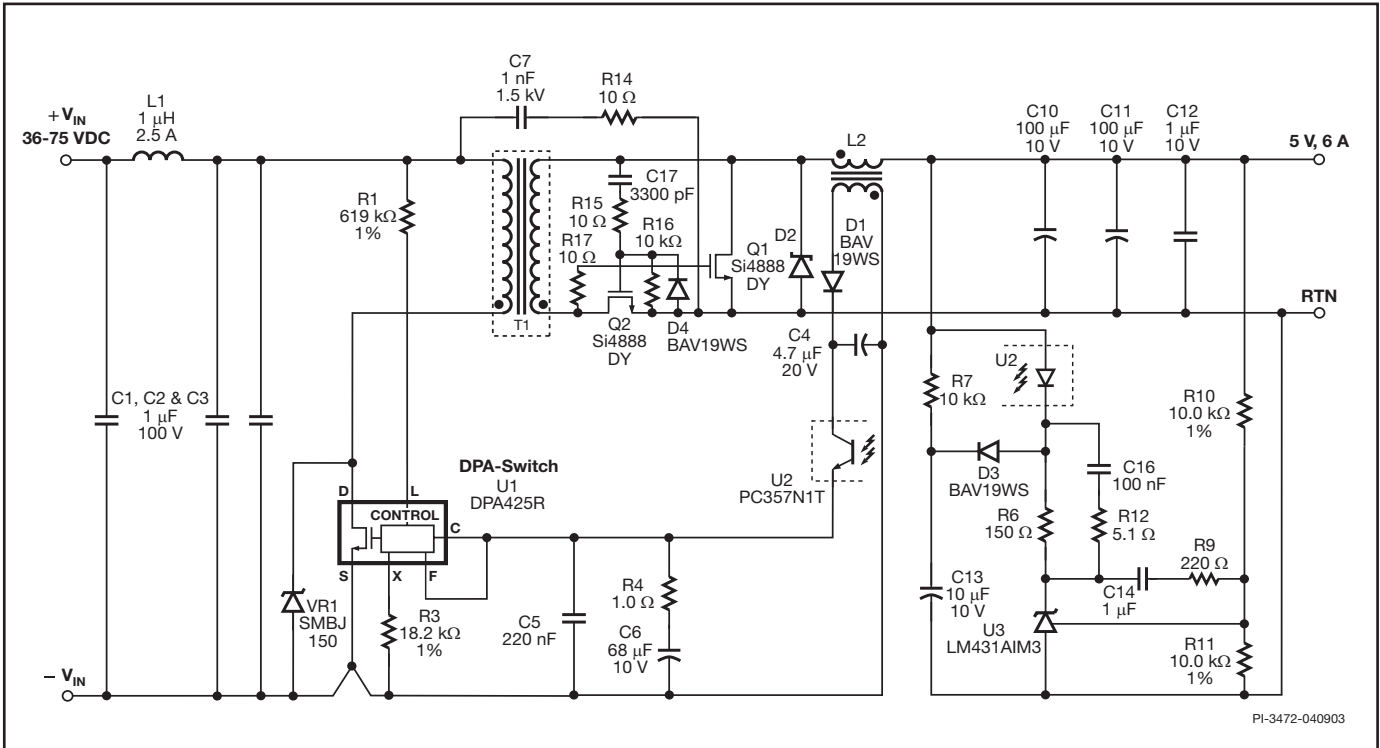 + VIN
36-75 VDC
L1
1 µH
2.5 A
C7
1 nF
1.5 kV
R14
10 Ω
L2
C10
100 µF
10 V
C11
100 µF
10 V
C12
1 µF
10 V
5 V, 6 A
R1
619 kΩ
1%
C17
3300 pF
R15
10 Ω
R16
10 kΩ
R17
10 Ω
Q1
Si4888
DY
D2
D1
BAV
19WS
RTN
T1
Q2
Si4888
DY
D4
BAV19WS
C4
4.7 µF
20 V
U2
R7
10 kΩ
R10
10.0 kΩ
1%
C1, C2 & C3
1 µF
100 V
DPA-Switch
U1
DPA425R
U2
PC357N1T
D3
BAV19WS
C16
100 nF
D
L
CONTROL
C
S
X
F
R6
150 Ω
R12
5.1 Ω
R9
220 Ω
VR1
SMBJ
150
R3
18.2 kΩ
1%
C5
220 nF
R4
1.0 Ω
C6
68 µF
10 V
C13
10 µF
10 V
C14
1 µF
U3
LM431AIM3
R11
10.0 kΩ
1%
− VIN
PI-3472-040903